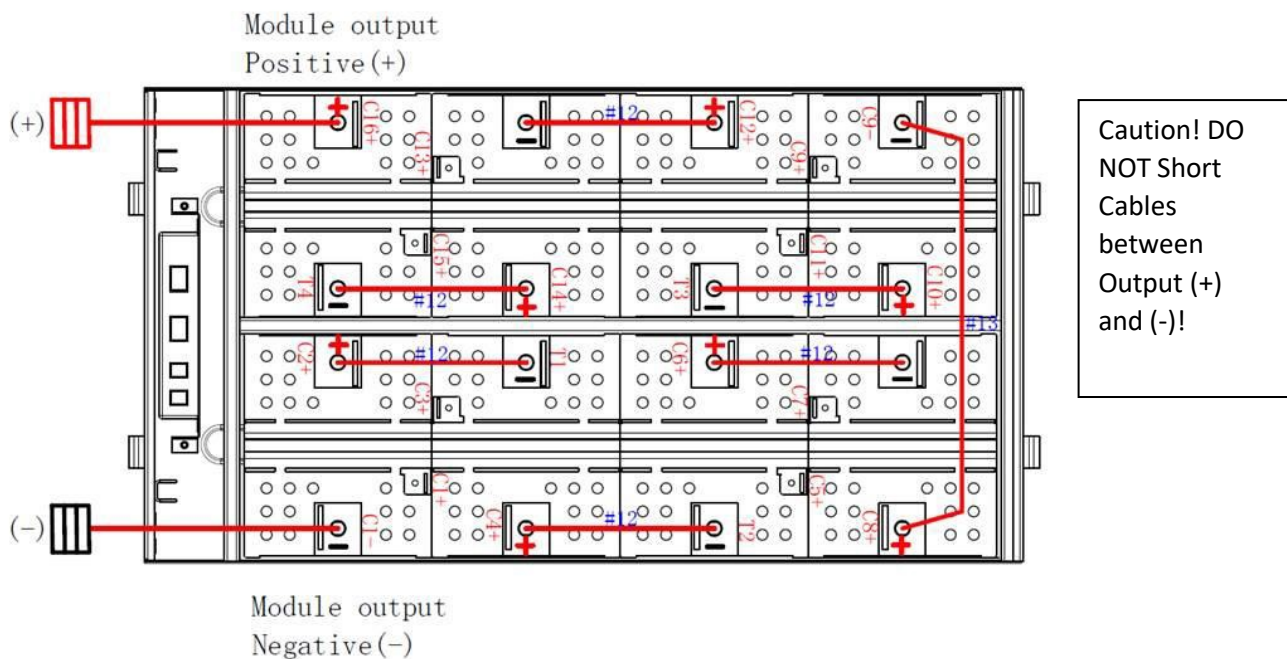 Module output
Positive(+)
(+)
C16+
C13+
#12
C12+
C9+
C9-
T4
C15+
#12
C14+
T3
C11+
#12
C10+
#13
C2+
C3+
#12
T1
C6+
C7+
#12
C1-
C1+
C4+
#12
T2
C5+
C8+
(-)
Module output
Negative(-)
Caution! DO
NOT Short
Cables
between
Output (+)
and (-)!